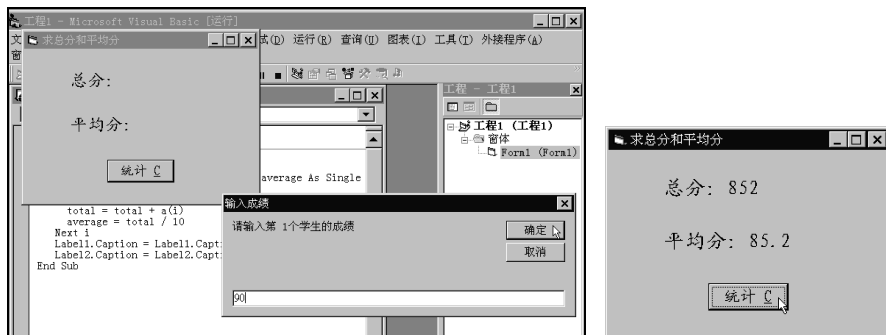 工程1 - Microsoft Visual Basic [运行]
试(D) 运行(R) 查询(U) 图表(I) 工具(T) 外接程序(A)
求总分和平均分
总分:
平均分:
统计 C
工程 - 工程1
工程1 (工程1)
窗体
Form1 (Form1)
average As Single
total = total + a(i)
average = total / 10
Next i
Label1.Caption = Label1.Capti
Label2.Caption = Label2.Capt
End Sub
输入成绩
请输入第 1个学生的成绩
确定
取消
90
求总分和平均分
总分: 852
平均分: 85.2
统计 C